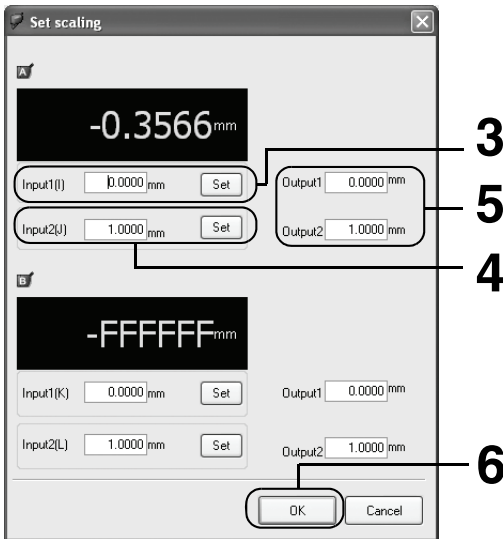 Set scaling
A
-0.3566mm
Input1(I) 0.0000 mm Set
Output1 0.0000 mm
Input2(J) 1.0000 mm Set
Output2 1.0000 mm
3
5
4
B
-FFFFFFmm
Input1(K) 0.0000 mm Set
Output1 0.0000 mm
Input2(L) 1.0000 mm Set
Output2 1.0000 mm
6
OK
Cancel